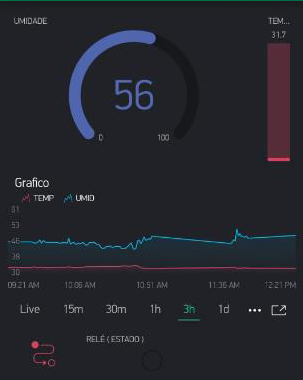 UMIDADE TEM...
31,7
56
0 100
Grafico
TEMP UMID
61
53
46
38
30
09:21 AM 10:06 AM 10:51 AM 11:36 AM 12:21 PM
Live 15m 30m 1h 3h 1d •••
RELÉ ( ESTADO )